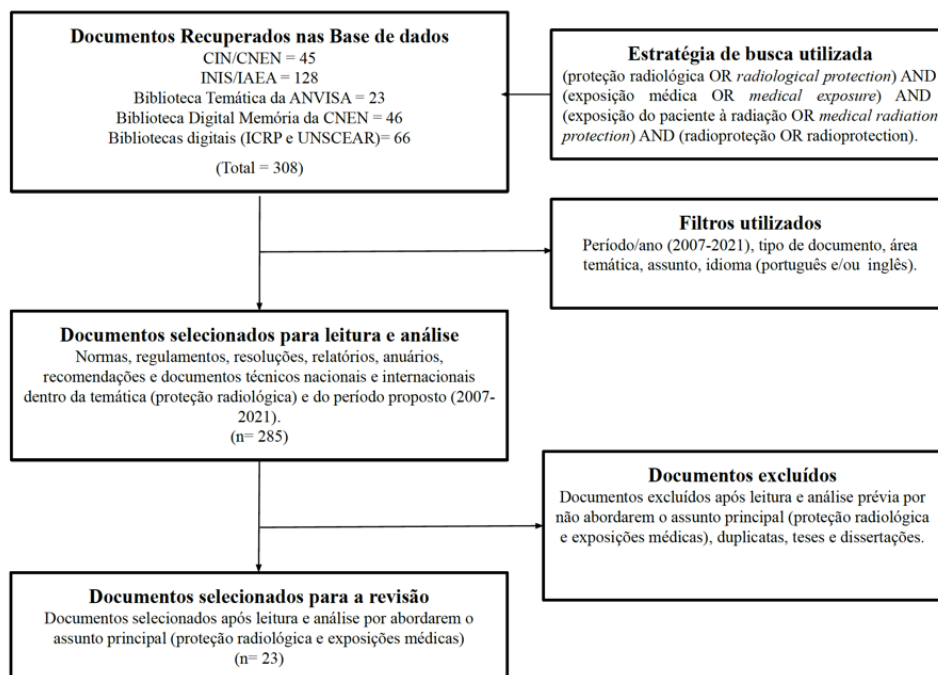 Documentos Recuperados nas Base de dados
CIN/CNEN = 45
INIS/IAEA = 128
Biblioteca Temática da ANVISA = 23
Biblioteca Digital Memória da CNEN = 46
Bibliotecas digitais (ICRP e UNSCEAR)= 66
(Total = 308)
Estratégia de busca utilizada
(proteção radiológica OR radiological protection) AND
(exposição médica OR medical exposure) AND
(exposição do paciente à radiação OR medical radiation
protection) AND (radioproteção OR radioprotection).
Filtros utilizados
Período/ano (2007-2021), tipo de documento, área
temática, assunto, idioma (português e/ou inglês).
Documentos selecionados para leitura e análise
Normas, regulamentos, resoluções, relatórios, anuários,
recomendações e documentos técnicos nacionais e internacionais
dentro da temática (proteção radiológica) e do período proposto (2007-
2021).
(n= 285)
Documentos excluídos
Documentos excluídos após leitura e análise prévia por
não abordarem o assunto principal (proteção radiológica
e exposições médicas), duplicatas, teses e dissertações.
Documentos selecionados para a revisão
Documentos selecionados após leitura e análise por abordarem o
assunto principal (proteção radiológica e exposições médicas)
(n= 23)